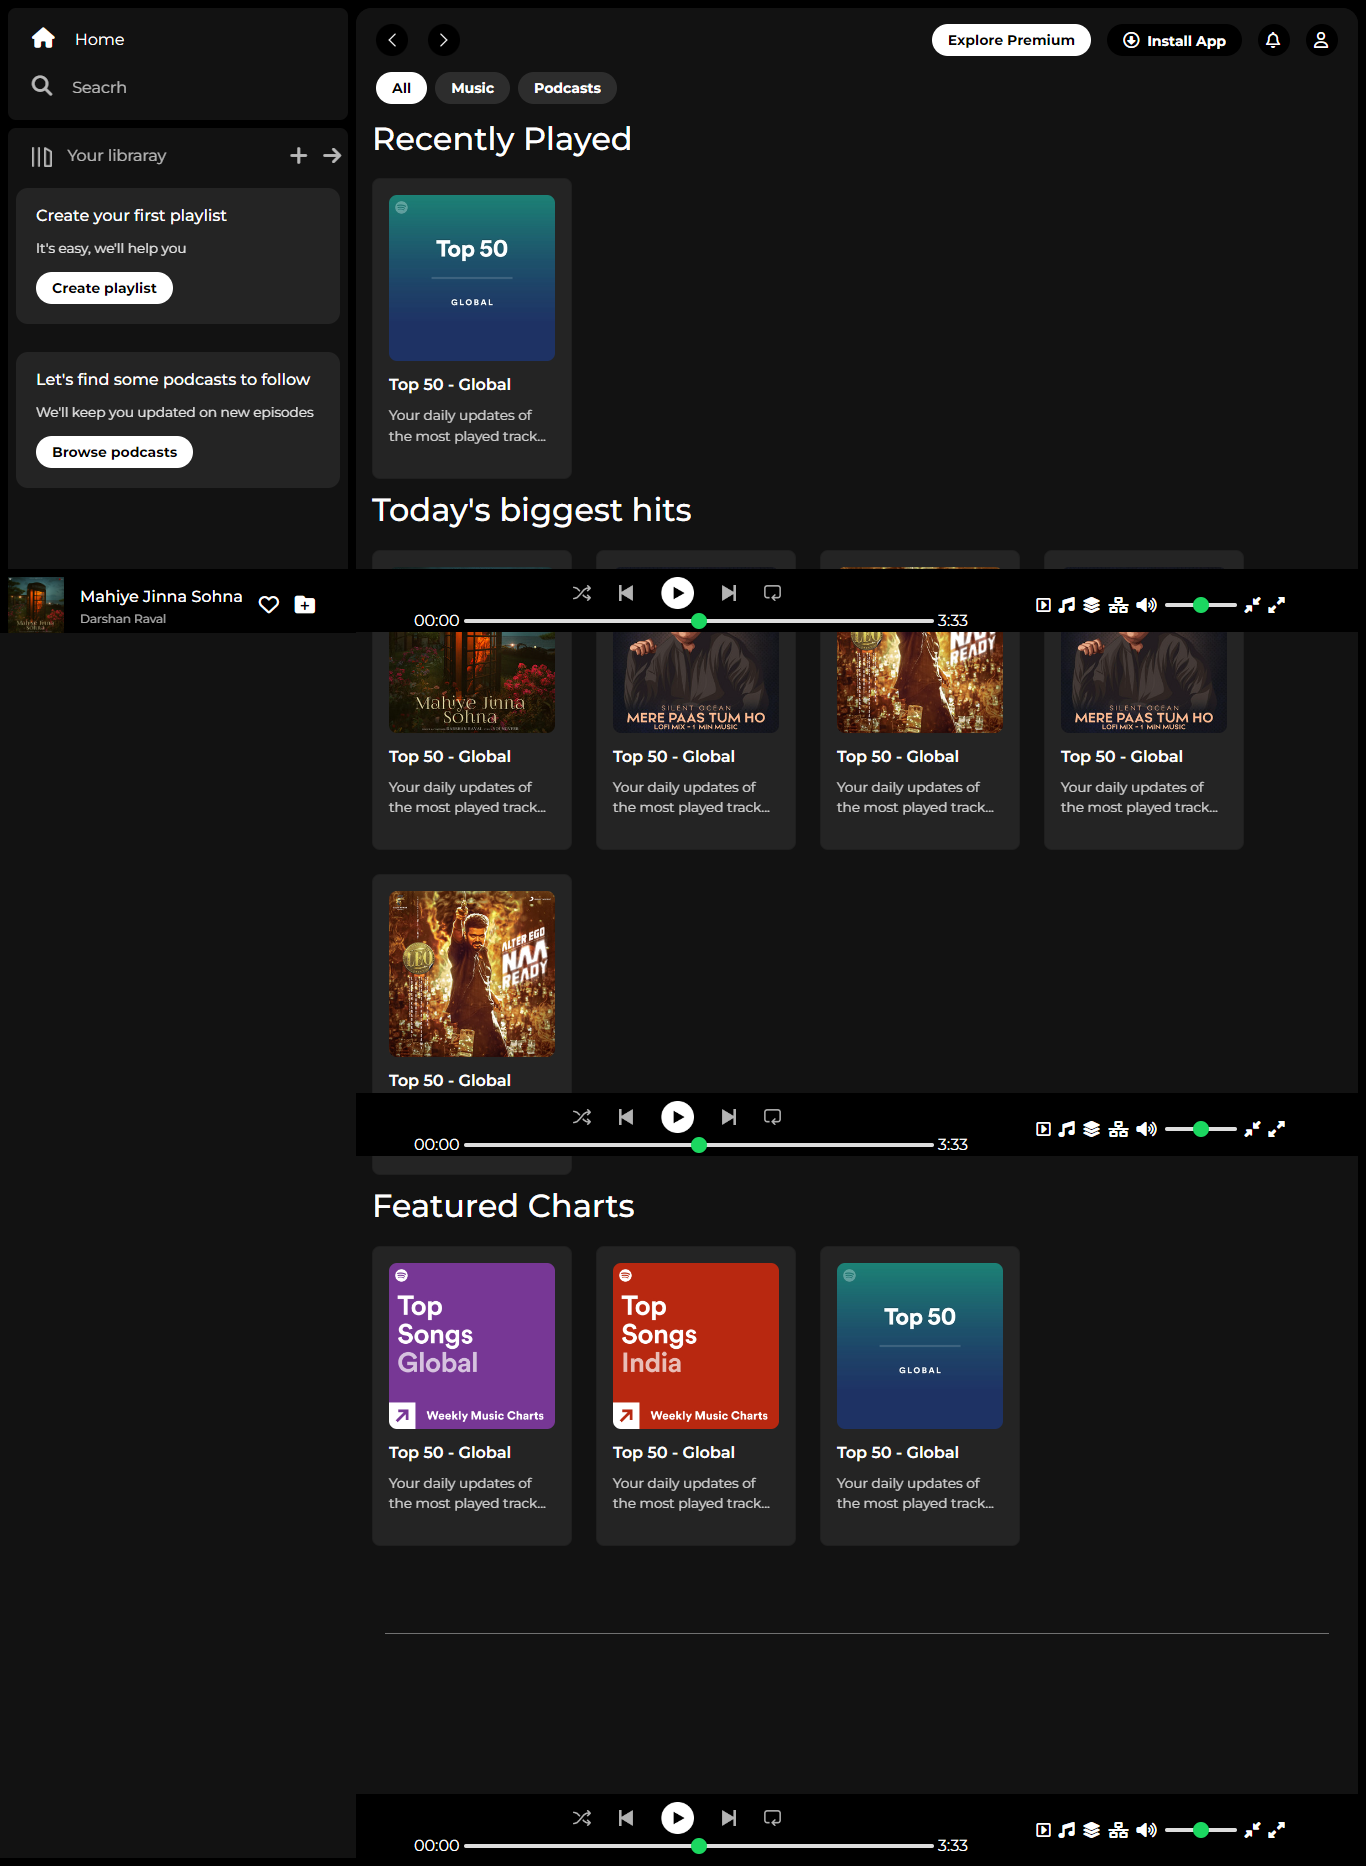 Home
Seacrh
Your libraray
Create your first playlist
It's easy, we'll help you
Create playlist
Let's find some podcasts to follow
We'll keep you updated on new episodes
Browse podcasts
Explore Premium
Install App
All
Music
Podcasts
Recently Played
Top 50
GLOBAL
Top 50 - Global
Your daily updates of
the most played track...
Today's biggest hits
Mahiye Jinna Sohna
Darshan Raval
00:00
3:33
Mahiye Jinna
Sohna
Top 50 - Global
Your daily updates of
the most played track...
SILENT OCEAN
MERE PAAS TUM HO
LOFI MIX - 1 MIN MUSIC
Top 50 - Global
Your daily updates of
the most played track...
LEO
NAA
READY
Top 50 - Global
Your daily updates of
the most played track...
SILENT OCEAN
MERE PAAS TUM HO
LOFI MIX - 1 MIN MUSIC
Top 50 - Global
Your daily updates of
the most played track...
LEO
ALTER EGO
NAA
READY
Top 50 - Global
00:00
3:33
Featured Charts
Top
Songs
Global
Weekly Music Charts
Top 50 - Global
Your daily updates of
the most played track...
Top
Songs
India
Weekly Music Charts
Top 50 - Global
Your daily updates of
the most played track...
Top 50
GLOBAL
Top 50 - Global
Your daily updates of
the most played track...
00:00
3:33